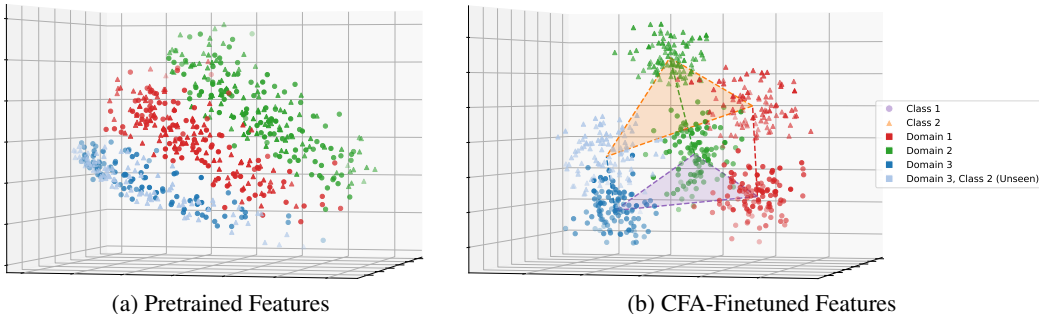 Class 1
Class 2
Domain 1
Domain 2
Domain 3
Domain 3, Class 2 (Unseen)
(a) Pretrained Features
(b) CFA-Finetuned Features